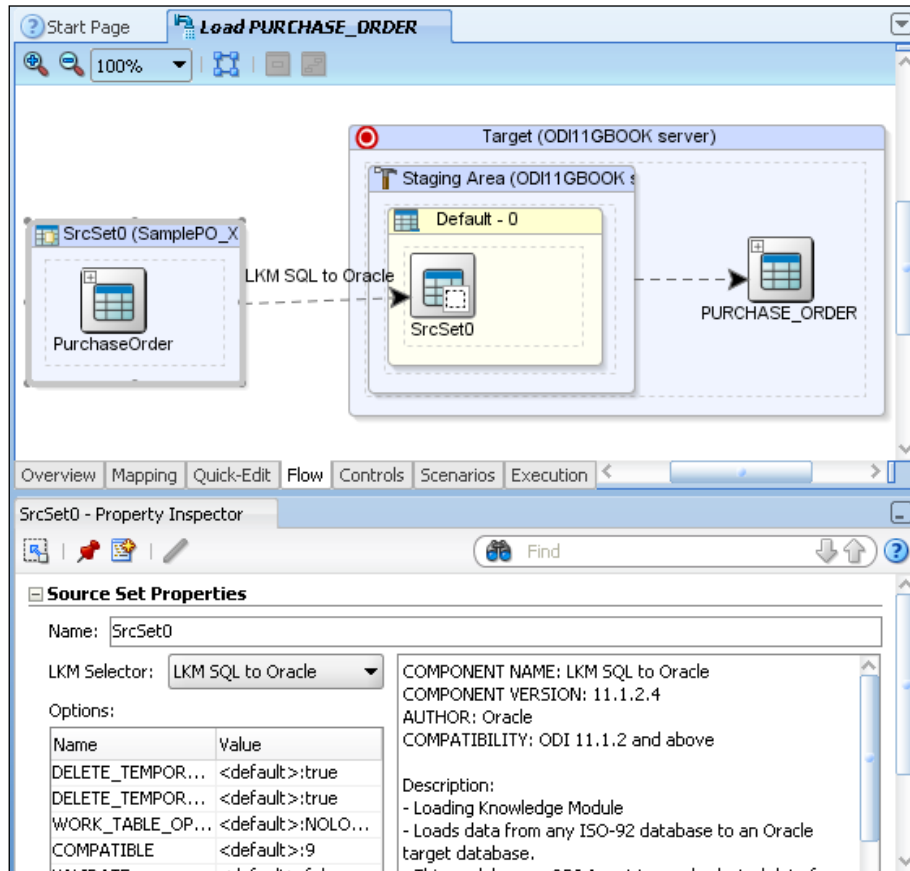 Start Page
Load PURCHASE_ORDER
100%
Target (ODI11GBOOK server)
Staging Area (ODI11GBOOK s
Default - 0
SrcSet0 (SamplePO_X
LKM SQL to Oracle
PurchaseOrder
SrcSet0
PURCHASE_ORDER
Overview Mapping Quick-Edit Flow Controls Scenarios Execution
SrcSet0 - Property Inspector
Find
Source Set Properties
Name: SrcSet0
LKM Selector: LKM SQL to Oracle
Options:
Name Value
DELETE_TEMPOR... <default>:true
DELETE_TEMPOR... <default>:true
WORK_TABLE_OP... <default>:NOLO...
COMPATIBLE <default>:9
COMPONENT NAME: LKM SQL to Oracle
COMPONENT VERSION: 11.1.2.4
AUTHOR: Oracle
COMPATIBILITY: ODI 11.1.2 and above
Description:
- Loading Knowledge Module
- Loads data from any ISO-92 database to an Oracle
target database.